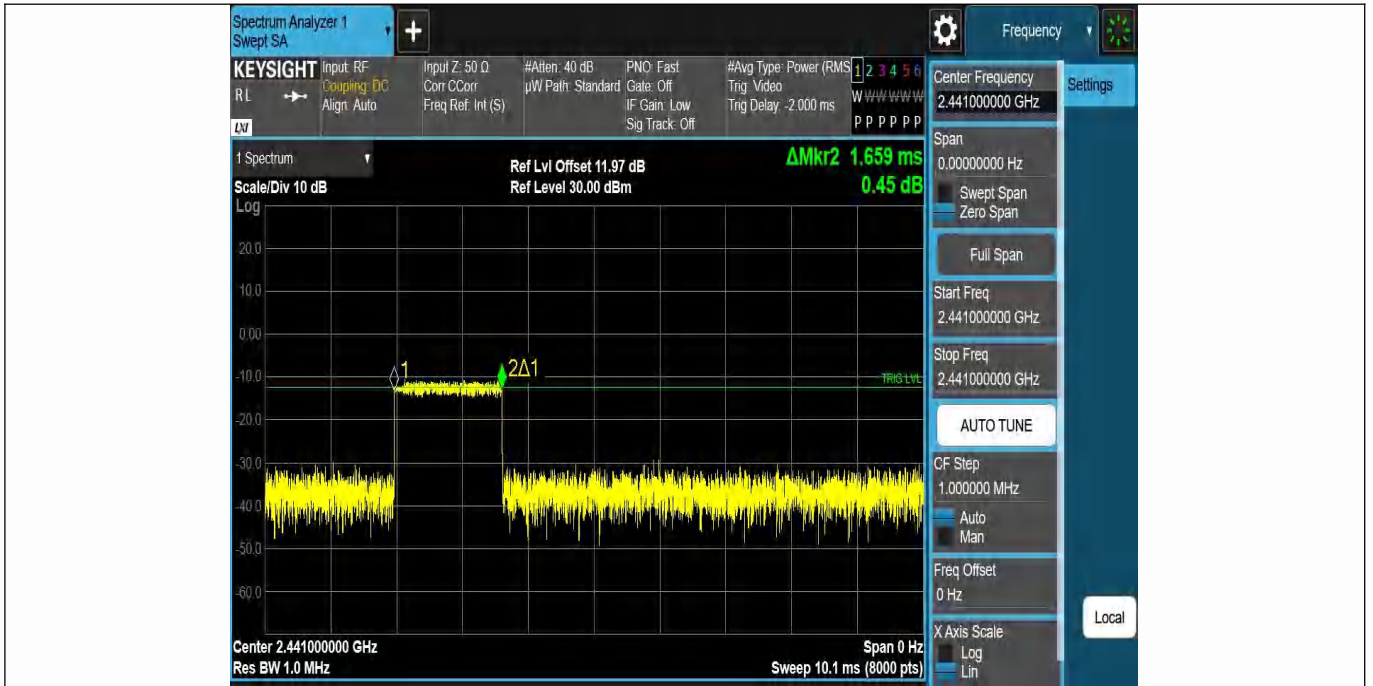 Spectrum Analyzer 1
Swept SA
+
Frequency
KEYSIGHT
RL
LXI
Input: RF
Coupling: DC
Align: Auto
Input Z: 50 Ω
Corr CCorr
Freq Ref: Int (S)
#Atten: 40 dB
µW Path: Standard
PNO: Fast
Gate: Off
IF Gain: Low
Sig Track: Off
#Avg Type: Power (RMS
Trig: Video
Trig Delay: -2.000 ms
1 2 3 4 5 6
W W W W W W
P P P P P P
1 Spectrum
Scale/Div 10 dB
Log
Ref Lvl Offset 11.97 dB
Ref Level 30.00 dBm
ΔMkr2 1.659 ms
0.45 dB
20.0
10.0
0.00
-10.0
-20.0
-30.0
-40.0
-50.0
-60.0
1
2Δ1
TRIG LVL
Center 2.441000000 GHz
Res BW 1.0 MHz
Span 0 Hz
Sweep 10.1 ms (8000 pts)
Center Frequency
2.441000000 GHz
Settings
Span
0.00000000 Hz
Swept Span
Zero Span
Full Span
Start Freq
2.441000000 GHz
Stop Freq
2.441000000 GHz
AUTO TUNE
CF Step
1.000000 MHz
Auto
Man
Freq Offset
0 Hz
X Axis Scale
Log
Lin
Local